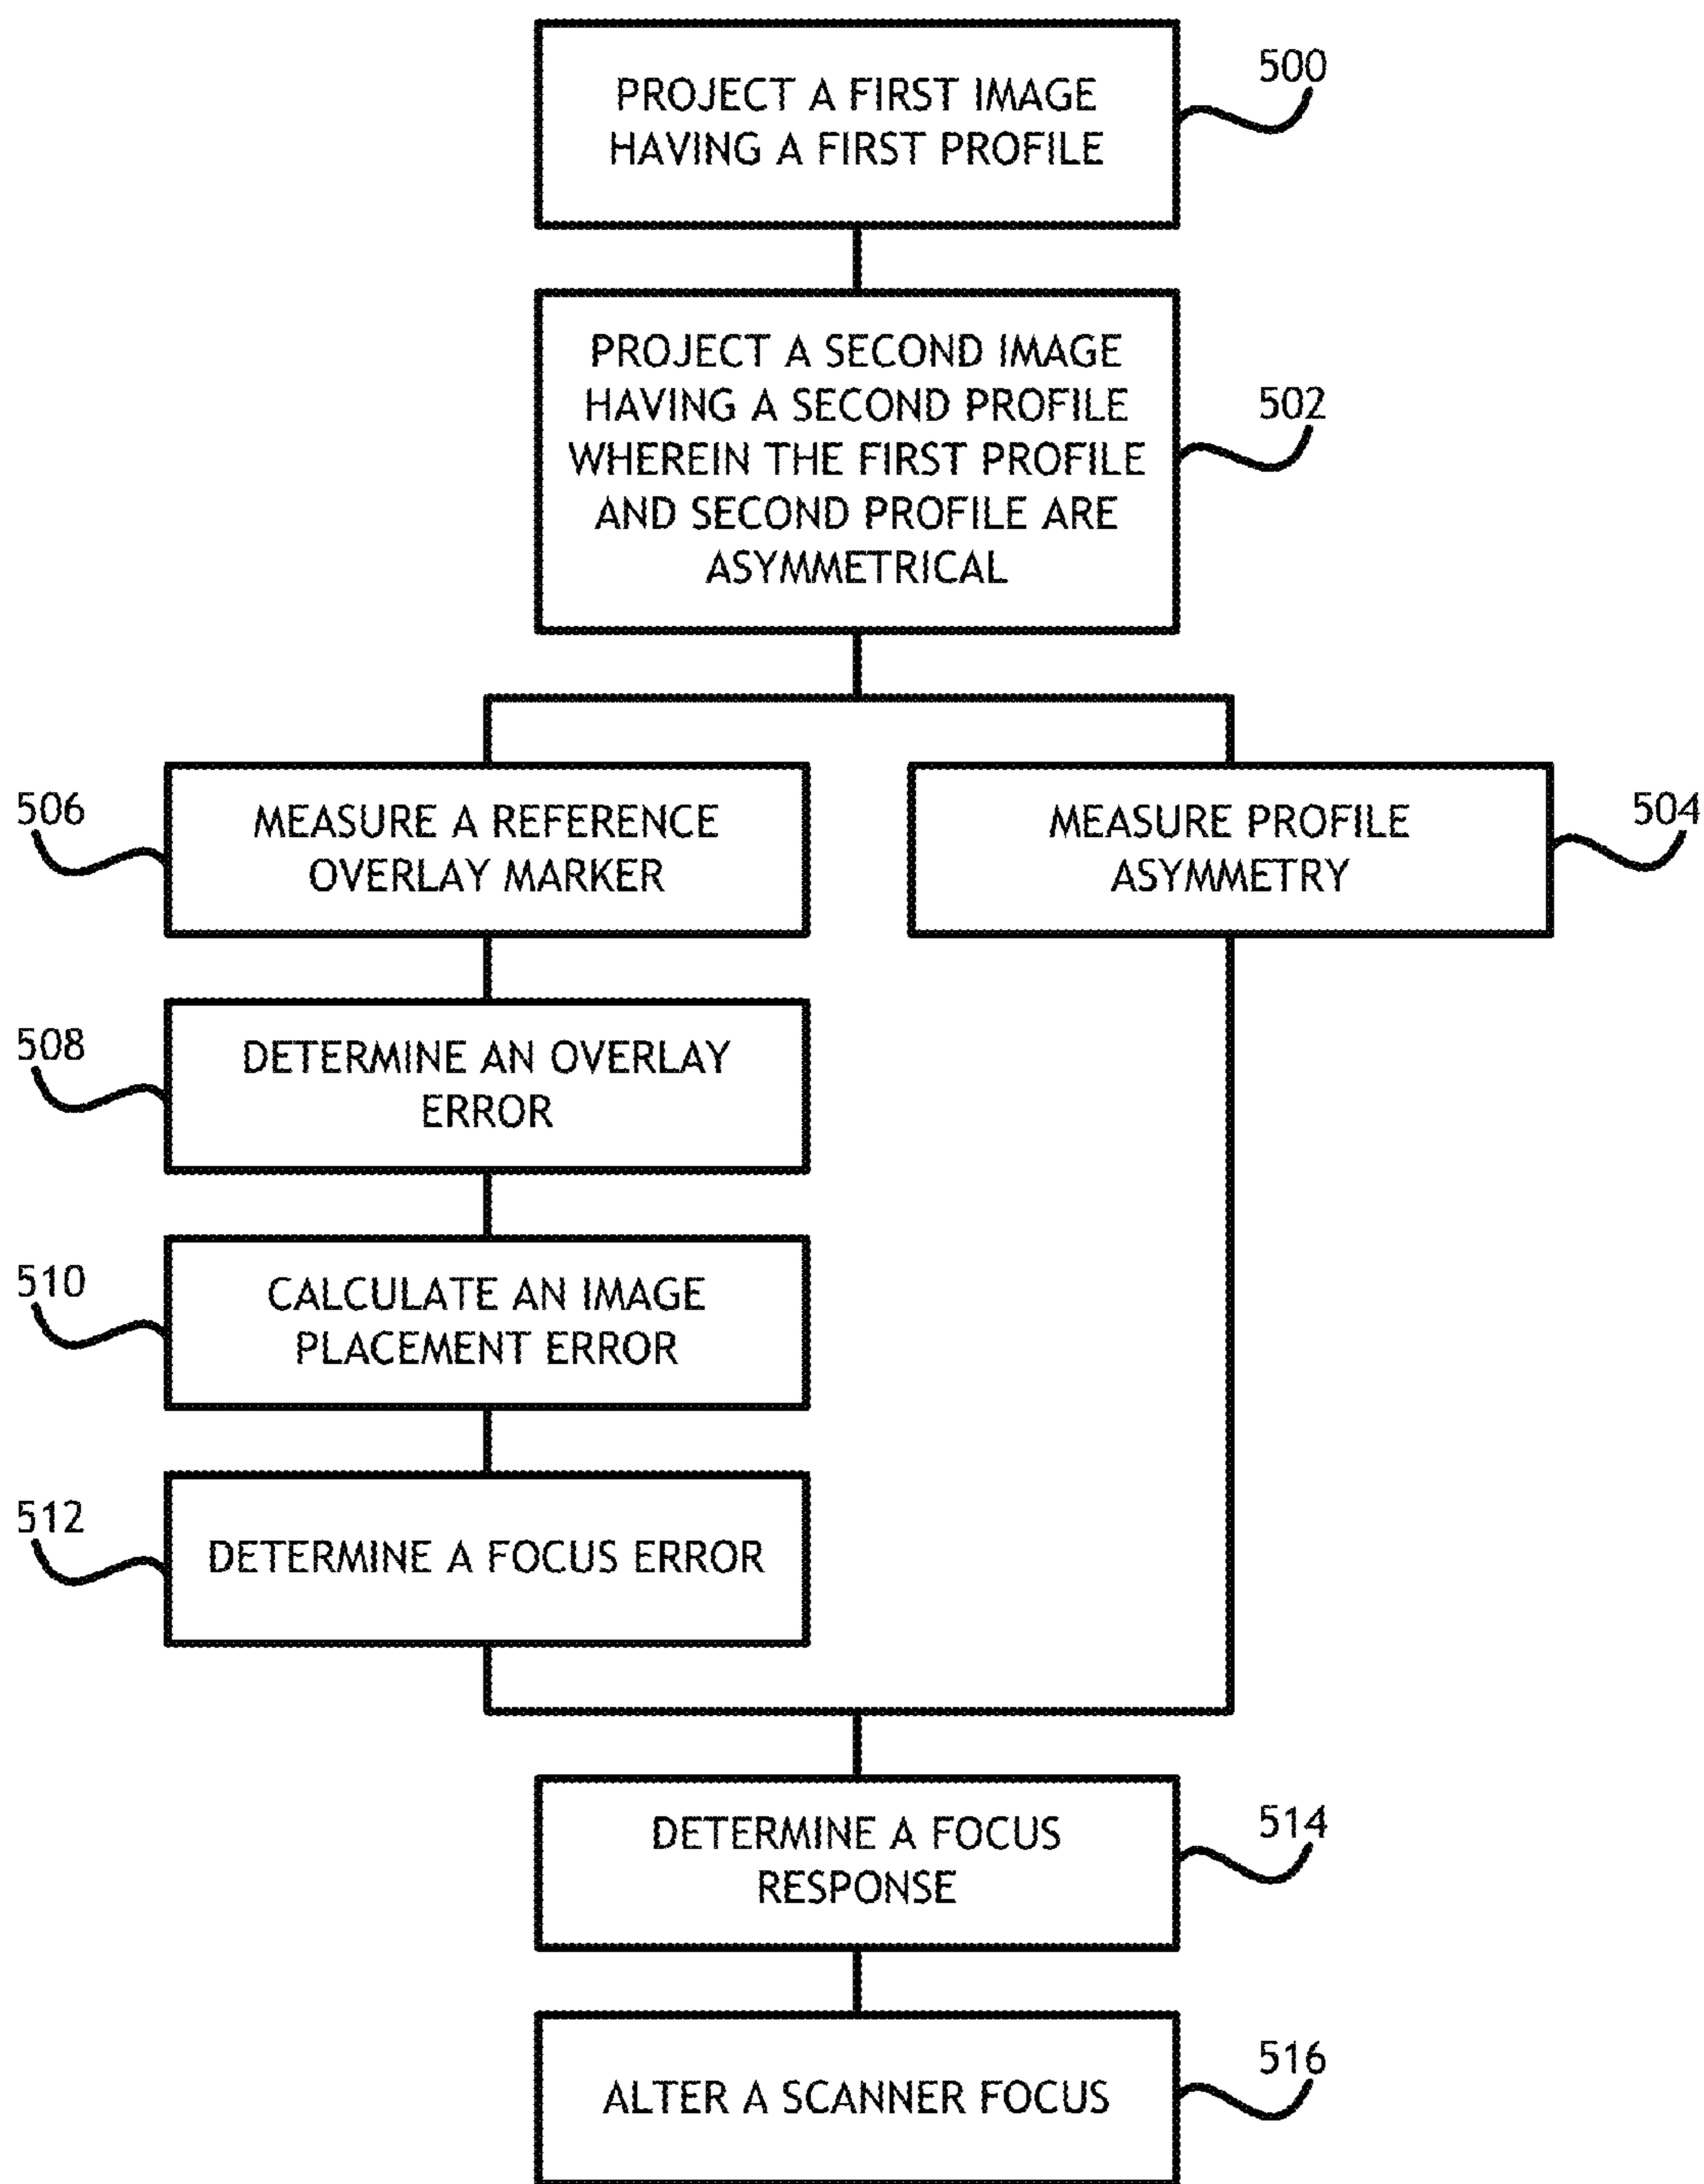 PROJECT A FIRST IMAGE
HAVING A FIRST PROFILE
500
PROJECT A SECOND IMAGE
HAVING A SECOND PROFILE
WHEREIN THE FIRST PROFILE
AND SECOND PROFILE ARE
ASYMMETRICAL
502
506
MEASURE A REFERENCE
OVERLAY MARKER
MEASURE PROFILE
ASYMMETRY
504
508
DETERMINE AN OVERLAY
ERROR
510
CALCULATE AN IMAGE
PLACEMENT ERROR
512
DETERMINE A FOCUS ERROR
DETERMINE A FOCUS
RESPONSE
514
ALTER A SCANNER FOCUS
516